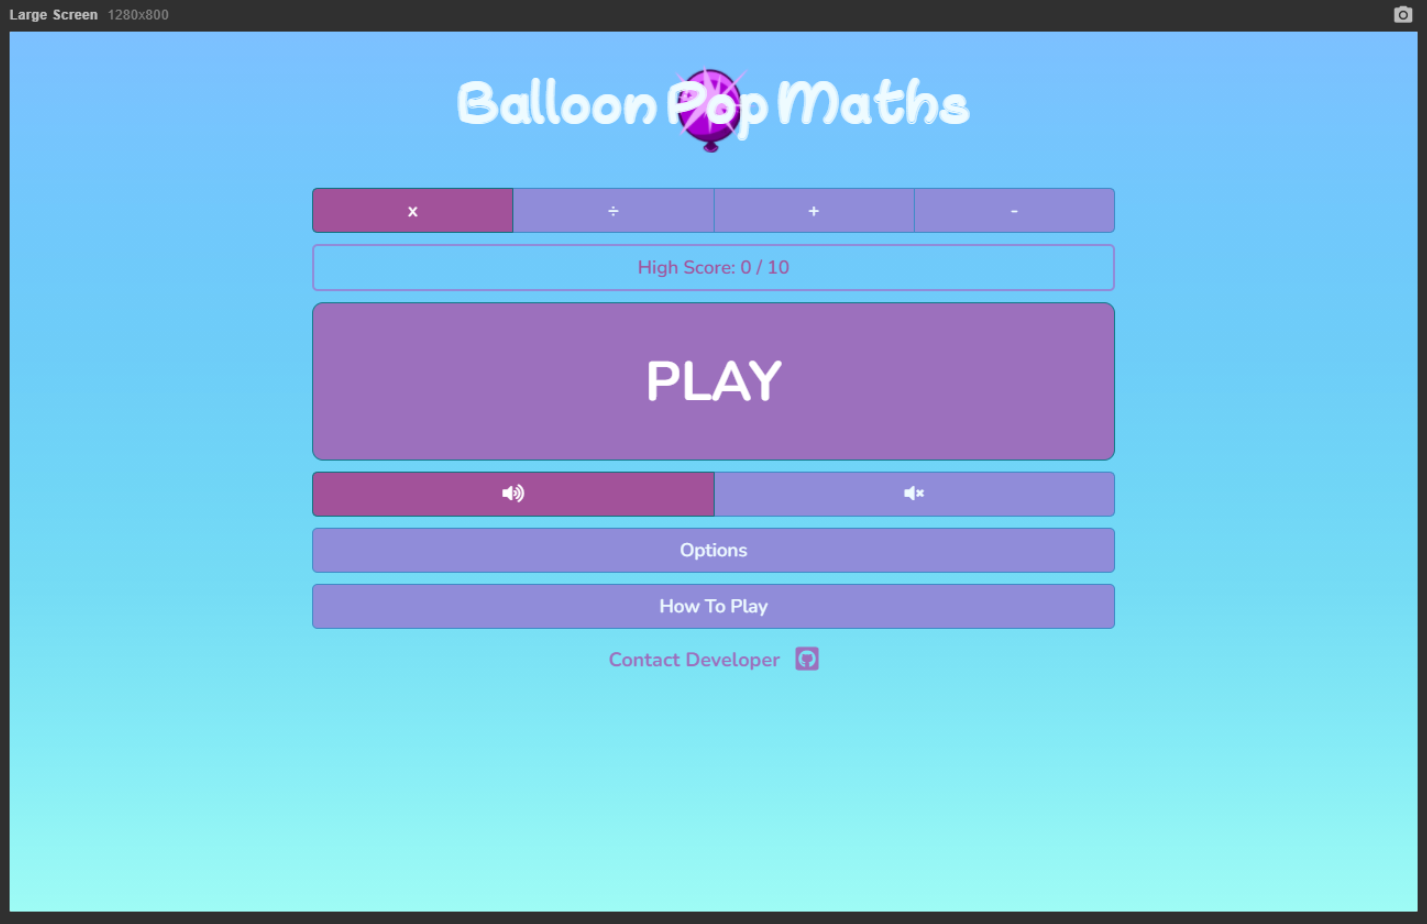 Large Screen 1280x800
Balloon Pop Maths
x ÷ + -
High Score: 0 / 10
PLAY
Options
How To Play
Contact Developer